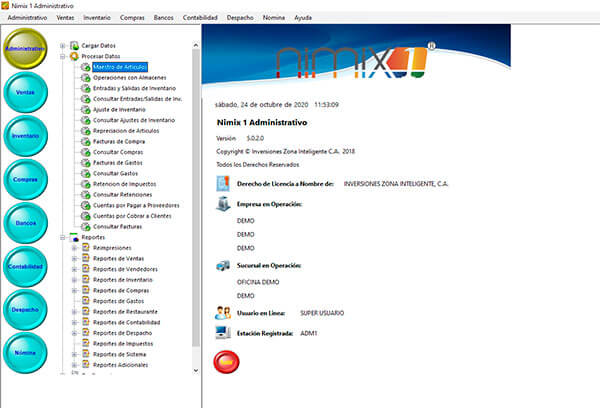 Nimix 1 Administrativo
Administrativo Ventas Inventario Compras Bancos Contabilidad Despacho Nomina Ayuda
Administrativo
Ventas
Inventario
Compras
Bancos
Contabilidad
Despacho
Nómina
Cargar Datos
Procesar Datos
Maestro de Articulos
Operaciones con Almacenes
Entradas y Salidas de Inventario
Consultar Entradas/Salidas de Inv.
Ajuste de Inventario
Consultar Ajustes de Inventario
Repreciacion de Articulos
Facturas de Compra
Consultar Compras
Facturas de Gastos
Consultar Gastos
Retencion de Impuestos
Consultar Retenciones
Cuentas por Pagar a Proveedores
Cuentas por Cobrar a Clientes
Consultar Facturas
Reportes
Reimpresiones
Reportes de Ventas
Reportes de Vendedores
Reportes de Inventario
Reportes de Compras
Reportes de Gastos
Reportes de Restaurante
Reportes de Contabilidad
Reportes de Despacho
Reportes de Impuestos
Reportes de Sistema
Reportes Adicionales
nimix 1 ®
sábado, 24 de octubre de 2020 11:53:09
Nimix 1 Administrativo
Versión 5.0.2.0
Copyright © Inversiones Zona Inteligente C.A. 2018
Todos los Derechos Reservados
Derecho de Licencia a Nombre de: INVERSIONES ZONA INTELIGENTE, C.A.
Empresa en Operación:
DEMO
DEMO
DEMO
Sucursal en Operación:
OFICINA DEMO
DEMO
Usuario en Línea: SUPER USUARIO
Estación Registrada: ADM1